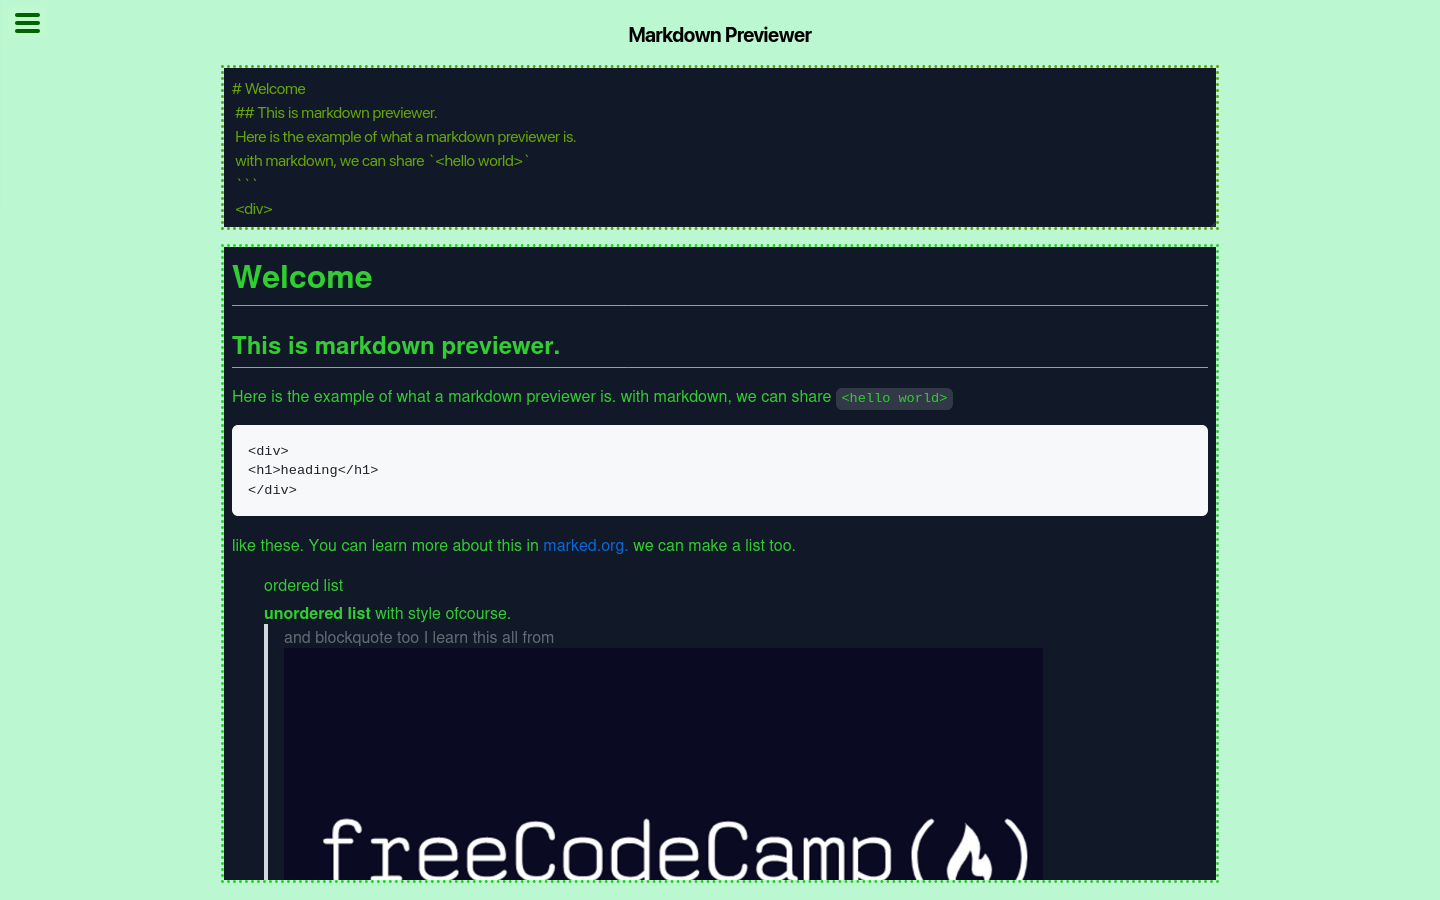 Markdown Previewer
# Welcome
## This is markdown previewer.
Here is the example of what a markdown previewer is.
with markdown, we can share `<hello world>`
```
<div>
Welcome
This is markdown previewer.
Here is the example of what a markdown previewer is. with markdown, we can share <hello world>
<div>
<h1>heading</h1>
</div>
like these. You can learn more about this in marked.org. we can make a list too.
ordered list
unordered list with style ofcourse.
and blockquote too I learn this all from
freeCodeCamp(🔥)